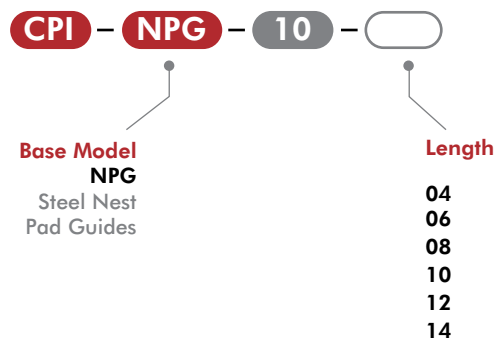 CPI – NPG – 10 –
Base Model
NPG
Steel Nest
Pad Guides
Length
04
06
08
10
12
14